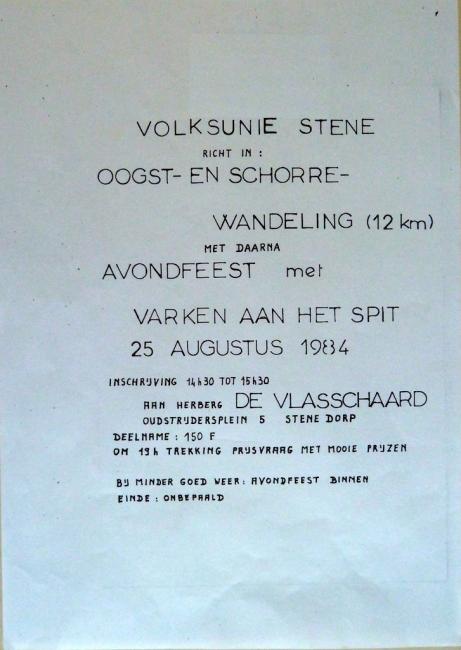 VOLKSUNIE STENE
RICHT IN :
OOGST- EN SCHORRE-
WANDELING (12 km)
MET DAARNA
AVONDFEEST met
VARKEN AAN HET SPIT
25 AUGUSTUS 1984
INSCHRIJVING 14h30 TOT 15h30
AAN HERBERG DE VLASSCHAARD
OUDSTRIJDERSPLEIN 5 STENE DORP
DEELNAME : 150 F
OM 19h TREKKING PRIJSVRAAG MET MOOIE PRIJZEN
BIJ MINDER GOED WEER : AVONDFEEST BINNEN
EINDE : ONBEPAALD